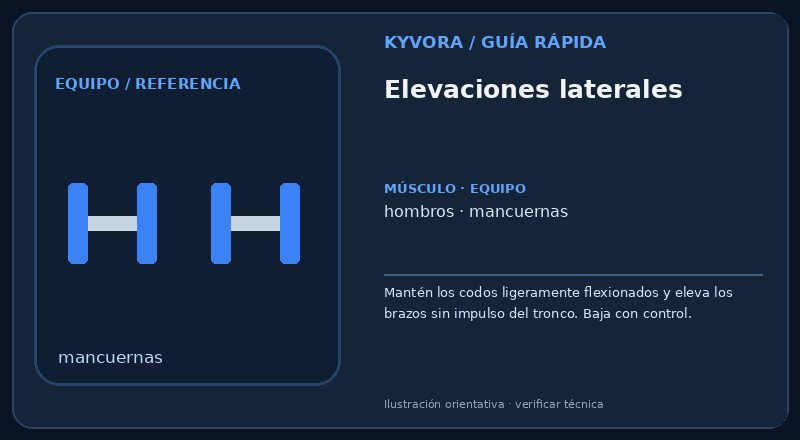 EQUIPO / REFERENCIA
mancuernas
KYVORA / GUÍA RÁPIDA
Elevaciones laterales
MÚSCULO · EQUIPO
hombros · mancuernas
Mantén los codos ligeramente flexionados y eleva los
brazos sin impulso del tronco. Baja con control.
Ilustración orientativa · verificar técnica